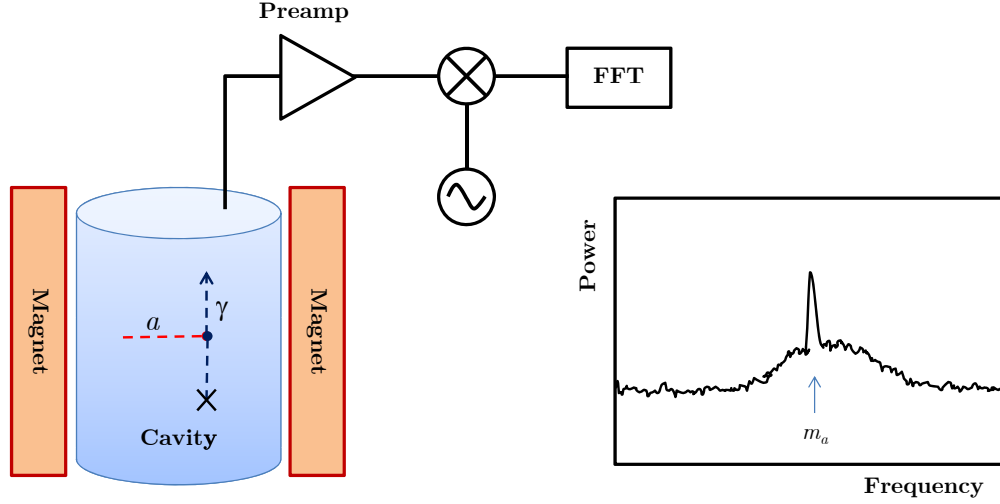 Preamp
FFT
Magnet
a
γ
Magnet
Cavity
Power
m_a
Frequency